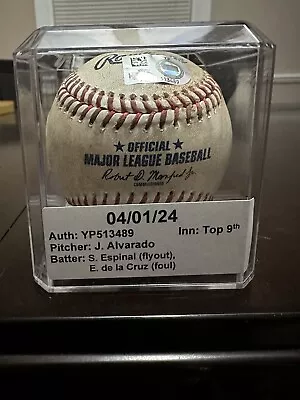 OFFICIAL
MAJOR LEAGUE BASEBALL
Robert D. Manfred Jr.
COMMISSIONER
04/01/24
Auth: YP513489 Inn: Top 9th
Pitcher: J. Alvarado
Batter: S. Espinal (flyout),
E. de la Cruz (foul)